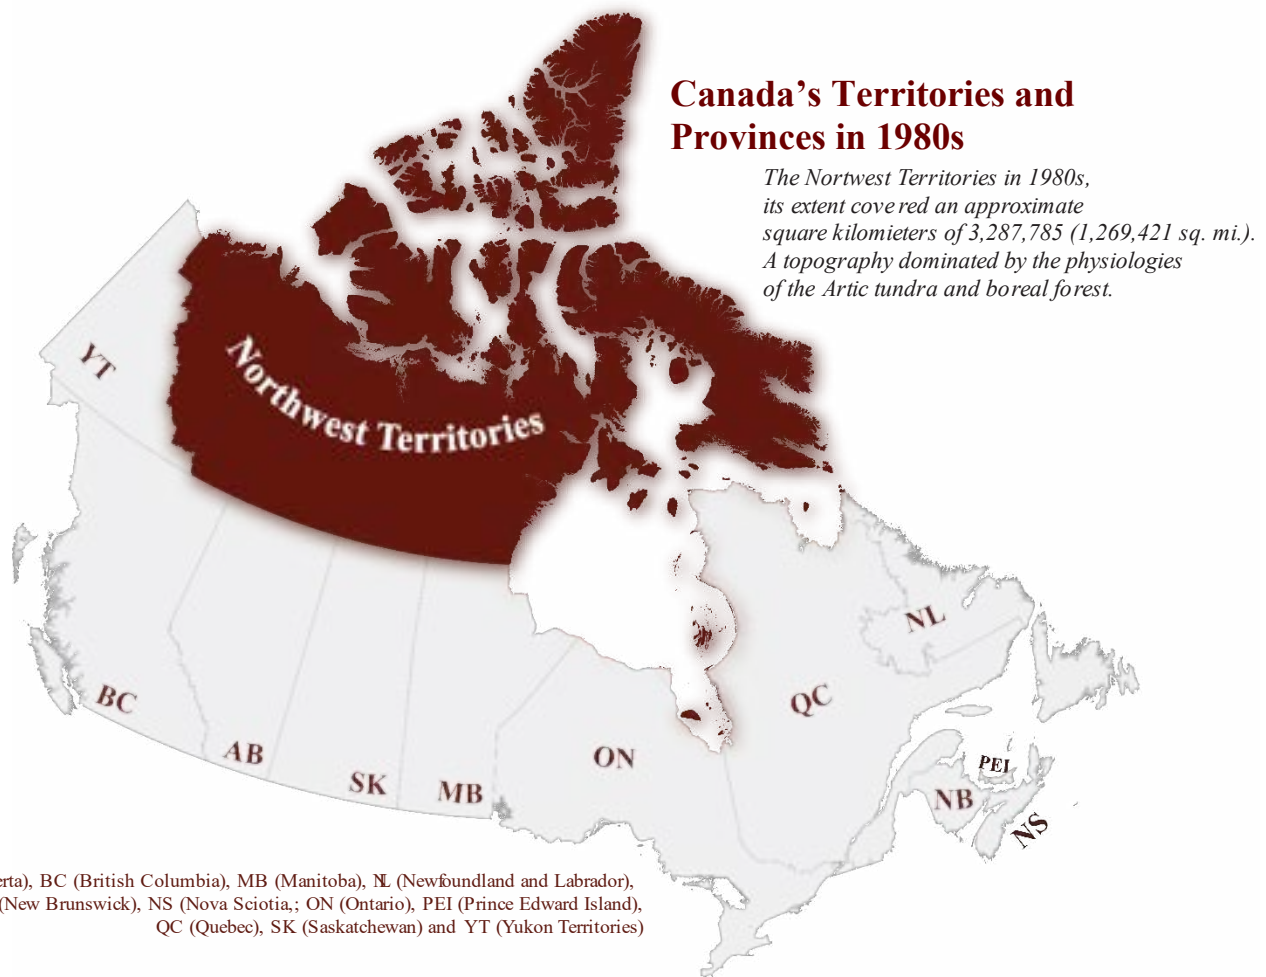 Canada’s Territories and
Provinces in 1980s
The Nortwest Territories in 1980s,
its extent covered an approximate
square kilomieters of 3,287,785 (1,269,421 sq. mi.).
A topography dominated by the physiologies
of the Artic tundra and boreal forest.
YT
Northwest Territories
NL
BC
QC
AB
ON
SK
MB
PEI
NB
NS
erta), BC (British Columbia), MB (Manitoba), NL (Newfoundland and Labrador),
(New Brunswick), NS (Nova Sciotia,; ON (Ontario), PEI (Prince Edward Island),
QC (Quebec), SK (Saskatchewan) and YT (Yukon Territories)